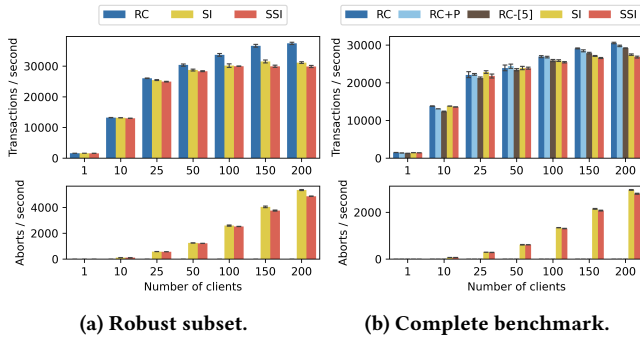 RC SI SSI
Transactions / second
30000
20000
10000
0
1 10 25 50 100 150 200
Aborts / second
4000
2000
0
1 10 25 50 100 150 200
Number of clients
(a) Robust subset.
RC RC+P RC-[5] SI SSI
Transactions / second
30000
20000
10000
0
1 10 25 50 100 150 200
Aborts / second
2000
0
1 10 25 50 100 150 200
Number of clients
(b) Complete benchmark.